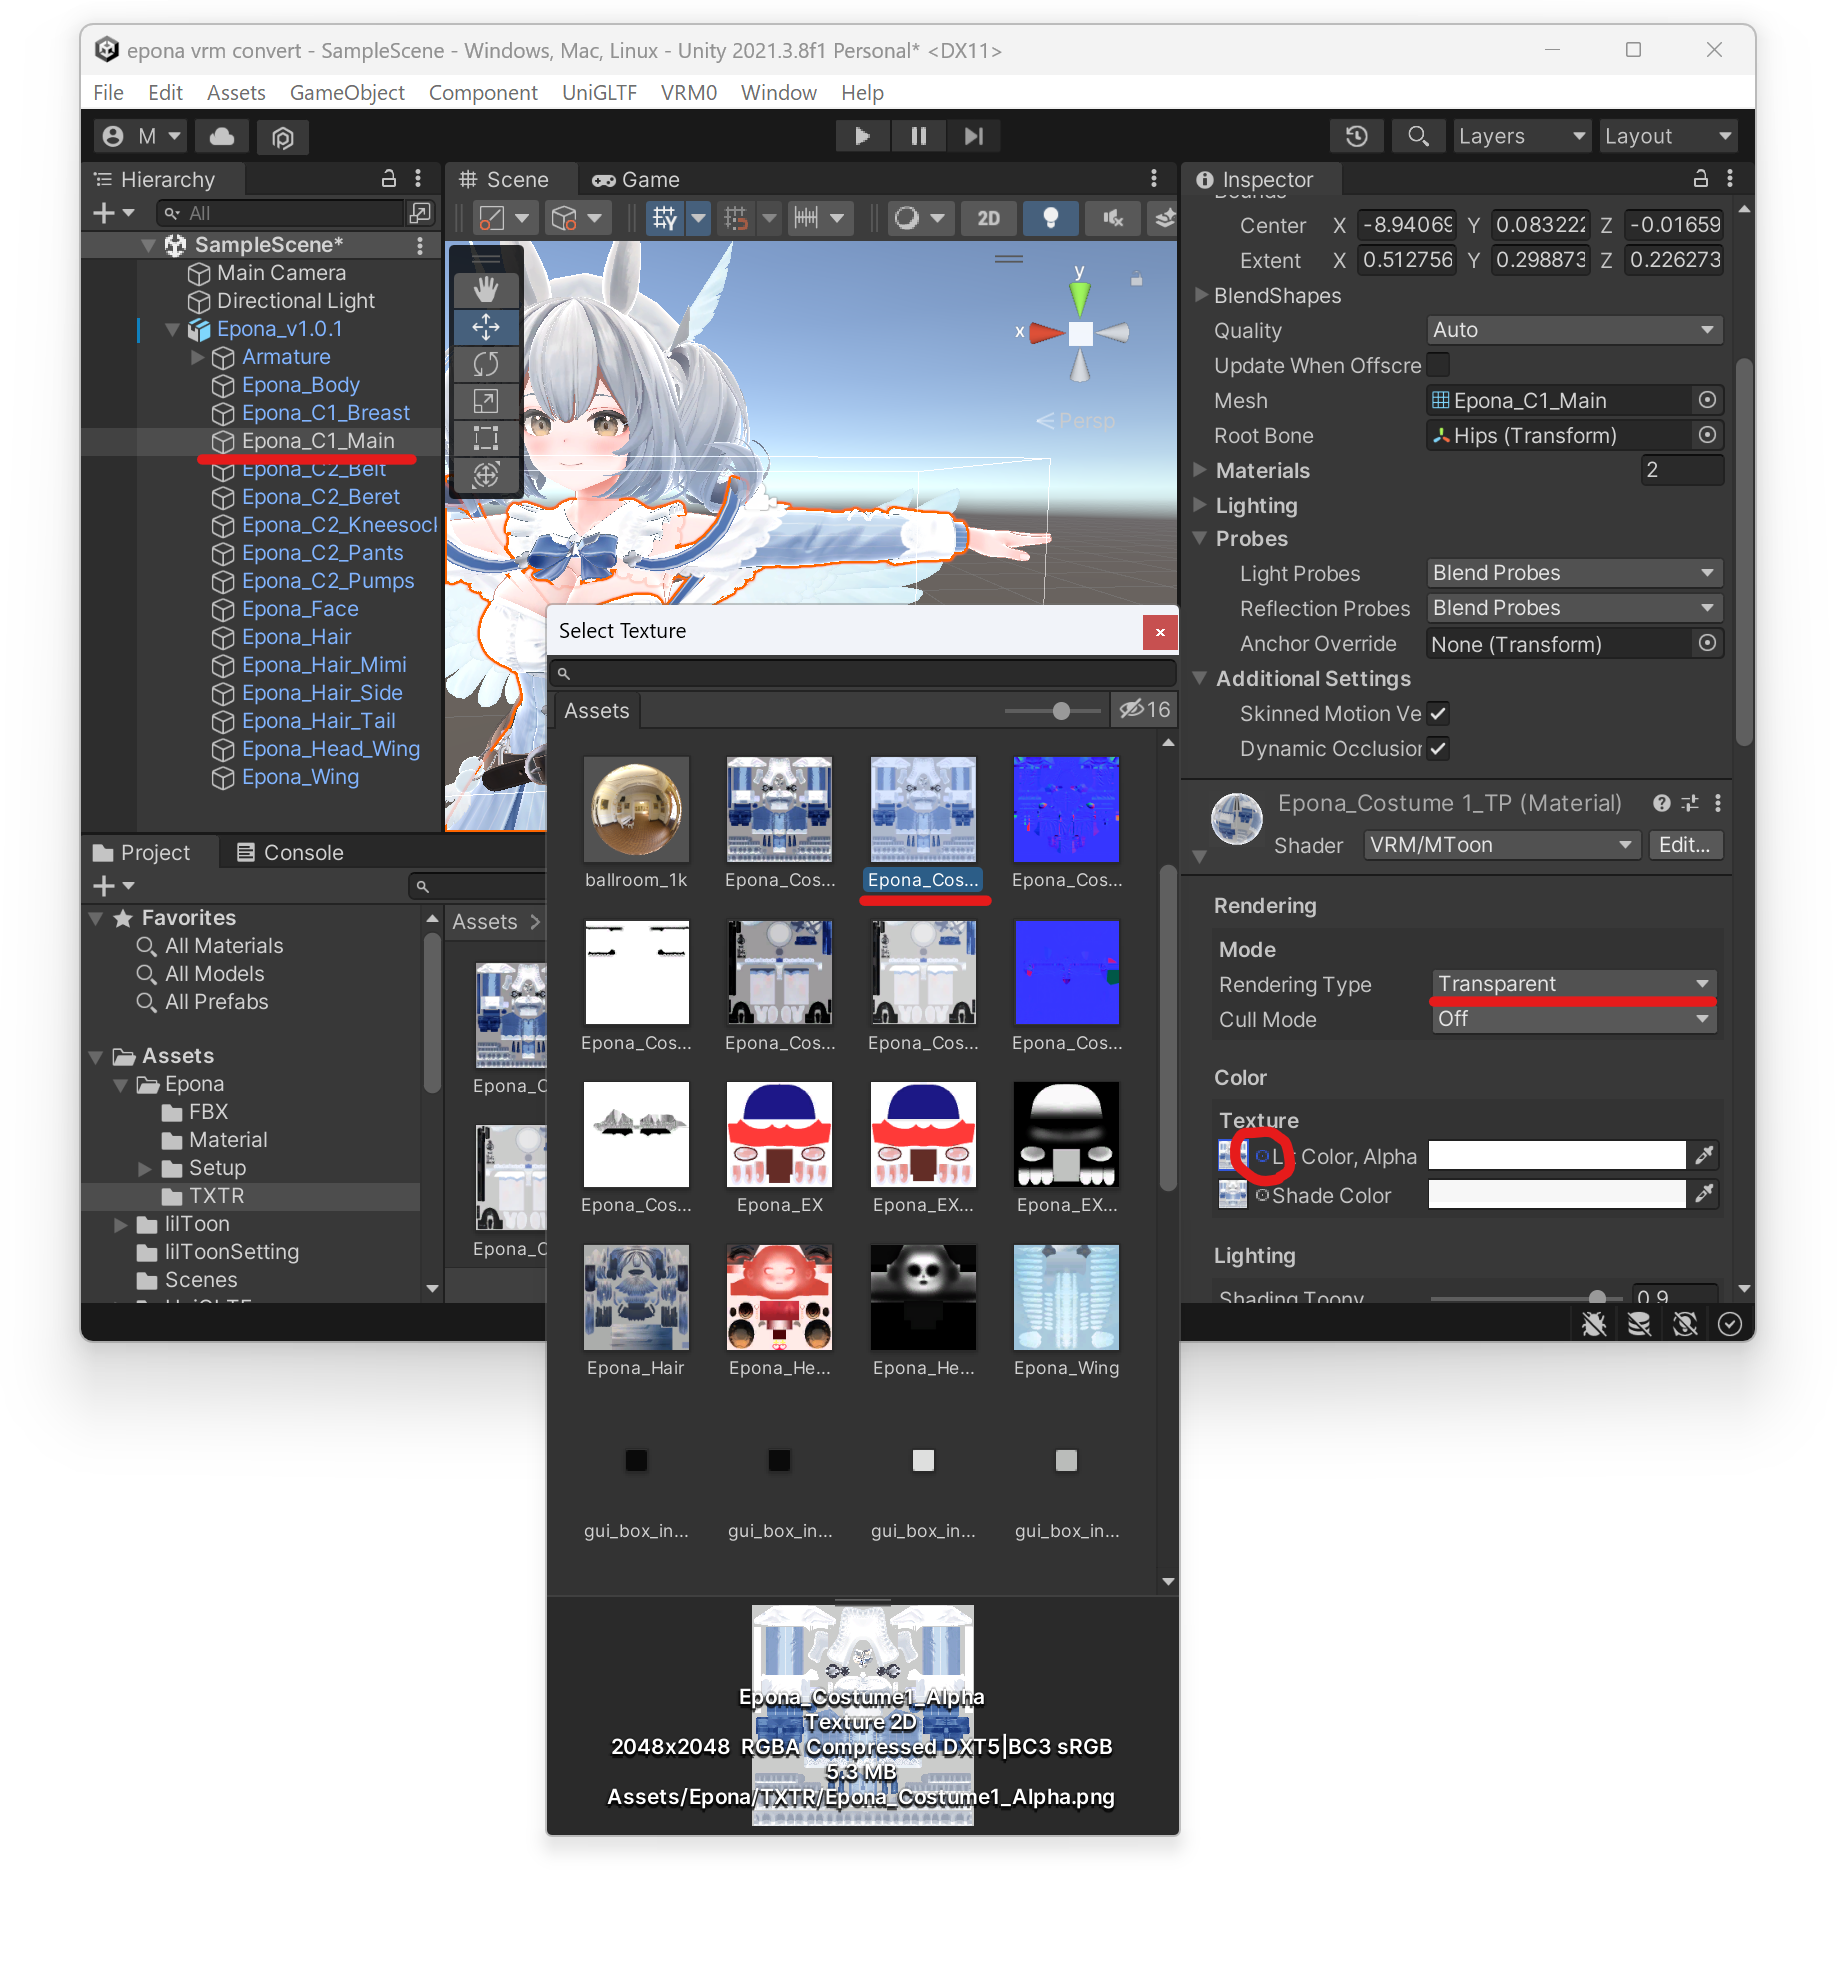 epona vrm convert - SampleScene - Windows, Mac, Linux - Unity 2021.3.8f1 Personal* <DX11>
File Edit Assets GameObject Component UniGLTF VRM0 Window Help
M
Layers
Layout
Hierarchy
All
SampleScene*
Main Camera
Directional Light
Epona_v1.0.1
Armature
Epona_Body
Epona_C1_Breast
Epona_C1_Main
Epona_C2_Belt
Epona_C2_Beret
Epona_C2_Kneesock
Epona_C2_Pants
Epona_C2_Pumps
Epona_Face
Epona_Hair
Epona_Hair_Mimi
Epona_Hair_Side
Epona_Hair_Tail
Epona_Head_Wing
Epona_Wing
Scene
Game
2D
y
x
Persp
Project
Console
Favorites
All Materials
All Models
All Prefabs
Assets
Epona
FBX
Material
Setup
TXTR
lilToon
lilToonSetting
Scenes
UniGLTF
Assets >
Epona_C
Epona_C
Select Texture
Assets
16
ballroom_1k
Epona_Cos...
Epona_Cos...
Epona_Cos...
Epona_Cos...
Epona_Cos...
Epona_Cos...
Epona_Cos...
Epona_Cos...
Epona_EX
Epona_EX...
Epona_EX...
Epona_Hair
Epona_He...
Epona_He...
Epona_Wing
gui_box_in...
gui_box_in...
gui_box_in...
gui_box_in...
Epona_Costume1_Alpha
Texture 2D
2048x2048 RGBA Compressed DXT5|BC3 sRGB
5.3 MB
Assets/Epona/TXTR/Epona_Costume1_Alpha.png
Inspector
Bounds
Center X -8.94069 Y 0.083222 Z -0.01659
Extent X 0.512756 Y 0.298873 Z 0.226273
BlendShapes
Quality Auto
Update When Offscre
Mesh Epona_C1_Main
Root Bone Hips (Transform)
Materials 2
Lighting
Probes
Light Probes Blend Probes
Reflection Probes Blend Probes
Anchor Override None (Transform)
Additional Settings
Skinned Motion Ve
Dynamic Occlusion
Epona_Costume 1_TP (Material)
Shader VRM/MToon Edit...
Rendering
Mode
Rendering Type Transparent
Cull Mode Off
Color
Texture
Lit Color, Alpha
Shade Color
Lighting
Shading Toony 0.9